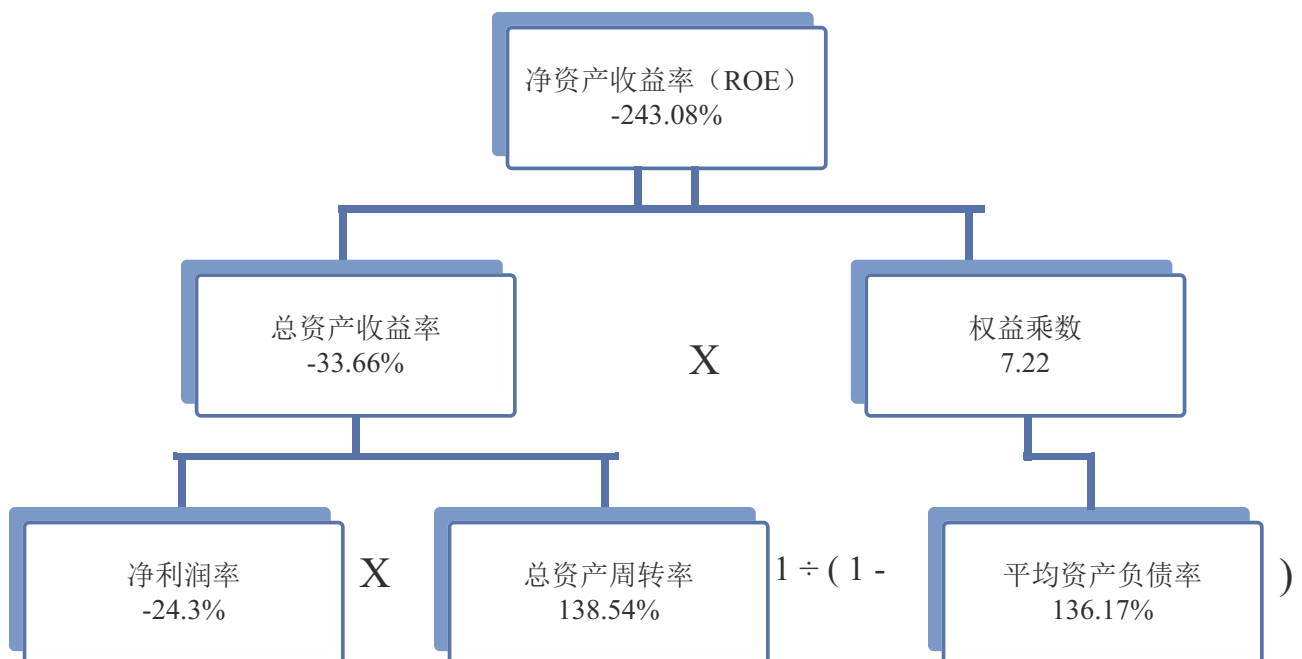 净资产收益率（ROE）
-243.08%
总资产收益率
-33.66%
X
权益乘数
7.22
净利润率
-24.3%
X
总资产周转率
138.54%
1 ÷ ( 1 -
平均资产负债率
136.17%
)